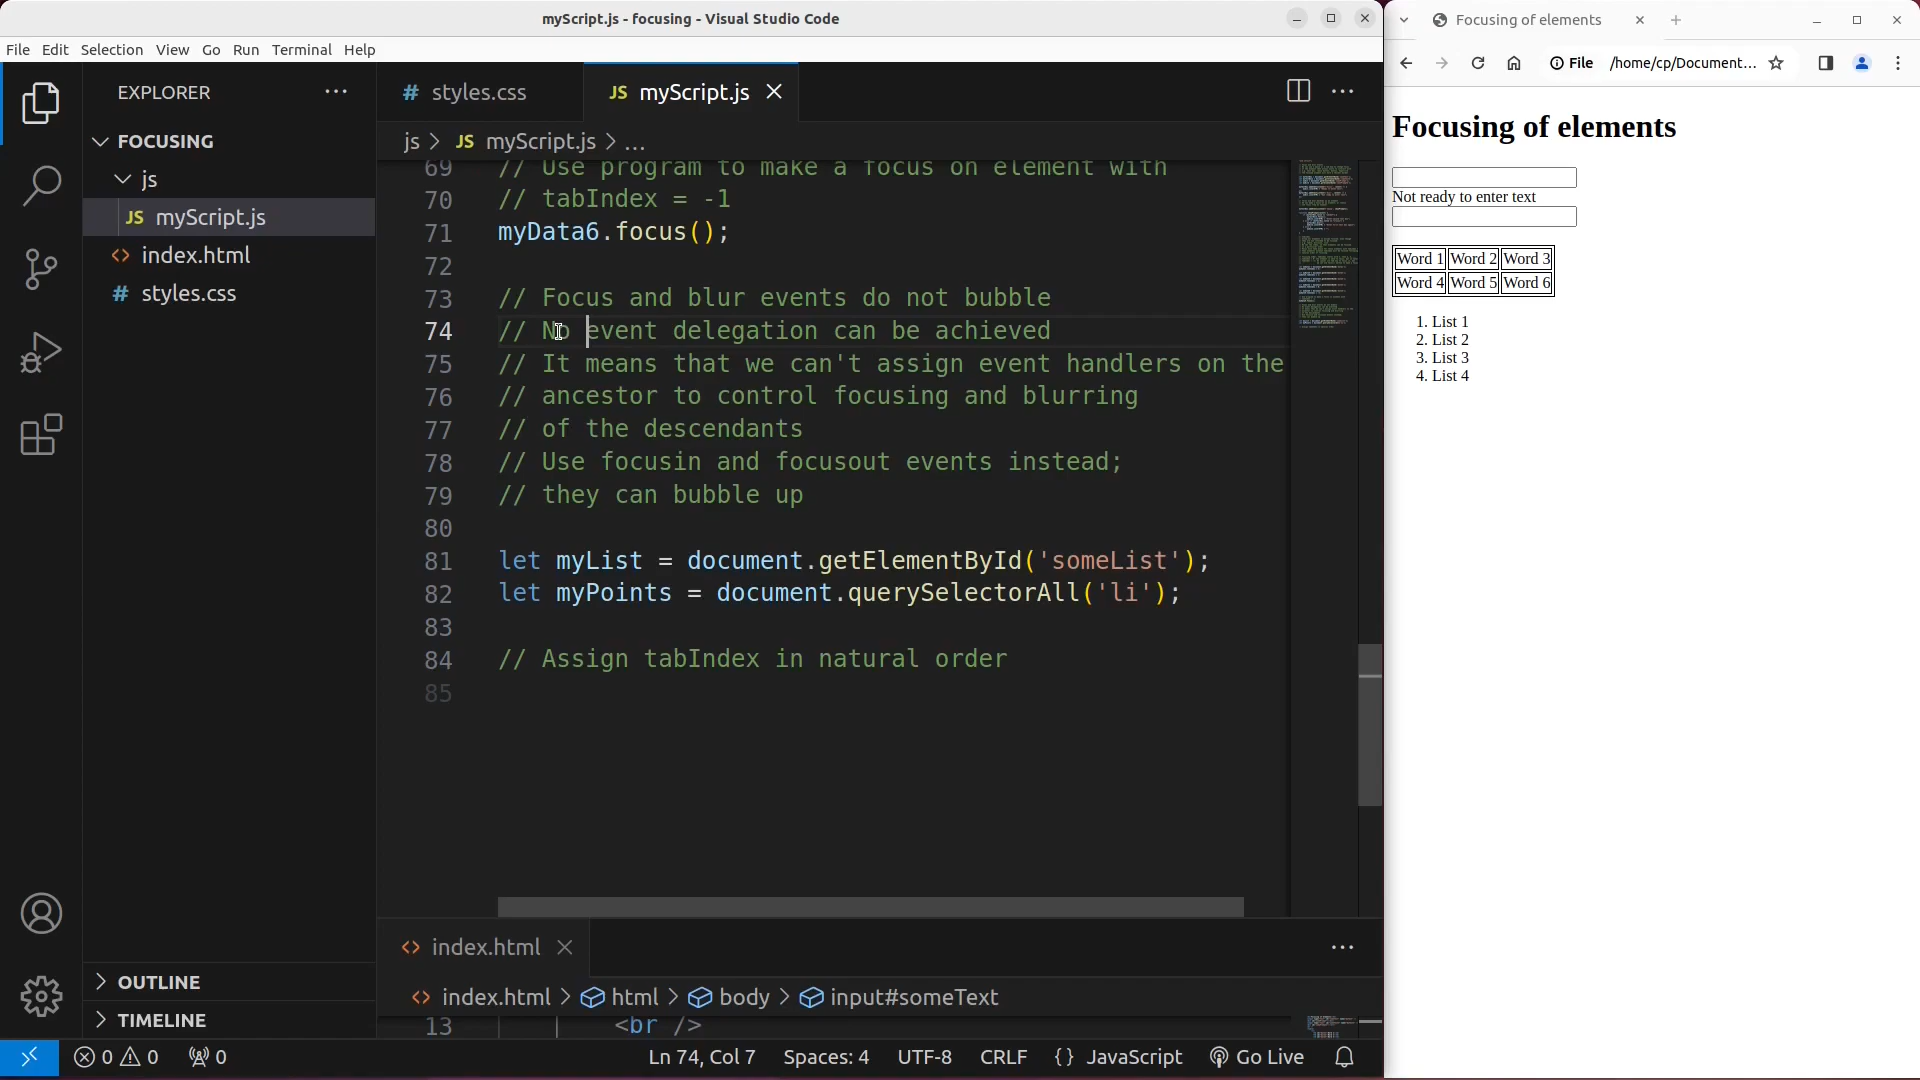 myScript.js - focusing - Visual Studio Code
File Edit Selection View Go Run Terminal Help
EXPLORER
FOCUSING
js
JS myScript.js
<> index.html
# styles.css
OUTLINE
TIMELINE
# styles.css
JS myScript.js
js > JS myScript.js > ...
69 // Use program to make a focus on element with
70 // tabIndex = -1
71 myData6.focus();
72
73 // Focus and blur events do not bubble
74 // No event delegation can be achieved
75 // It means that we can't assign event handlers on the
76 // ancestor to control focusing and blurring
77 // of the descendants
78 // Use focusin and focusout events instead;
79 // they can bubble up
80
81 let myList = document.getElementById('someList');
82 let myPoints = document.querySelectorAll('li');
83
84 // Assign tabIndex in natural order
85
<> index.html
<> index.html > html > body > input#someText
13 <br />
0 0 0 Ln 74, Col 7 Spaces: 4 UTF-8 CRLF {} JavaScript Go Live
Focusing of elements
File /home/cp/Document...
Focusing of elements
Not ready to enter text
Word 1 Word 2 Word 3
Word 4 Word 5 Word 6
1. List 1
2. List 2
3. List 3
4. List 4